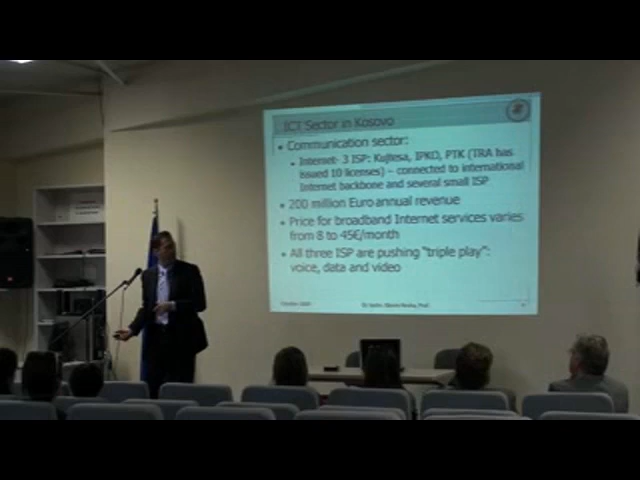 ICT Sector in Kosovo
• Communication sector:
• Internet- 3 ISP: Kujtesa, IPKO, PTK (TRA has
issued 10 licenses) – connected to international
Internet backbone and several small ISP
• 200 million Euro annual revenue
• Price for broadband Internet services varies
from 8 to 45€/month
• All three ISP are pushing “triple play”:
voice, data and video